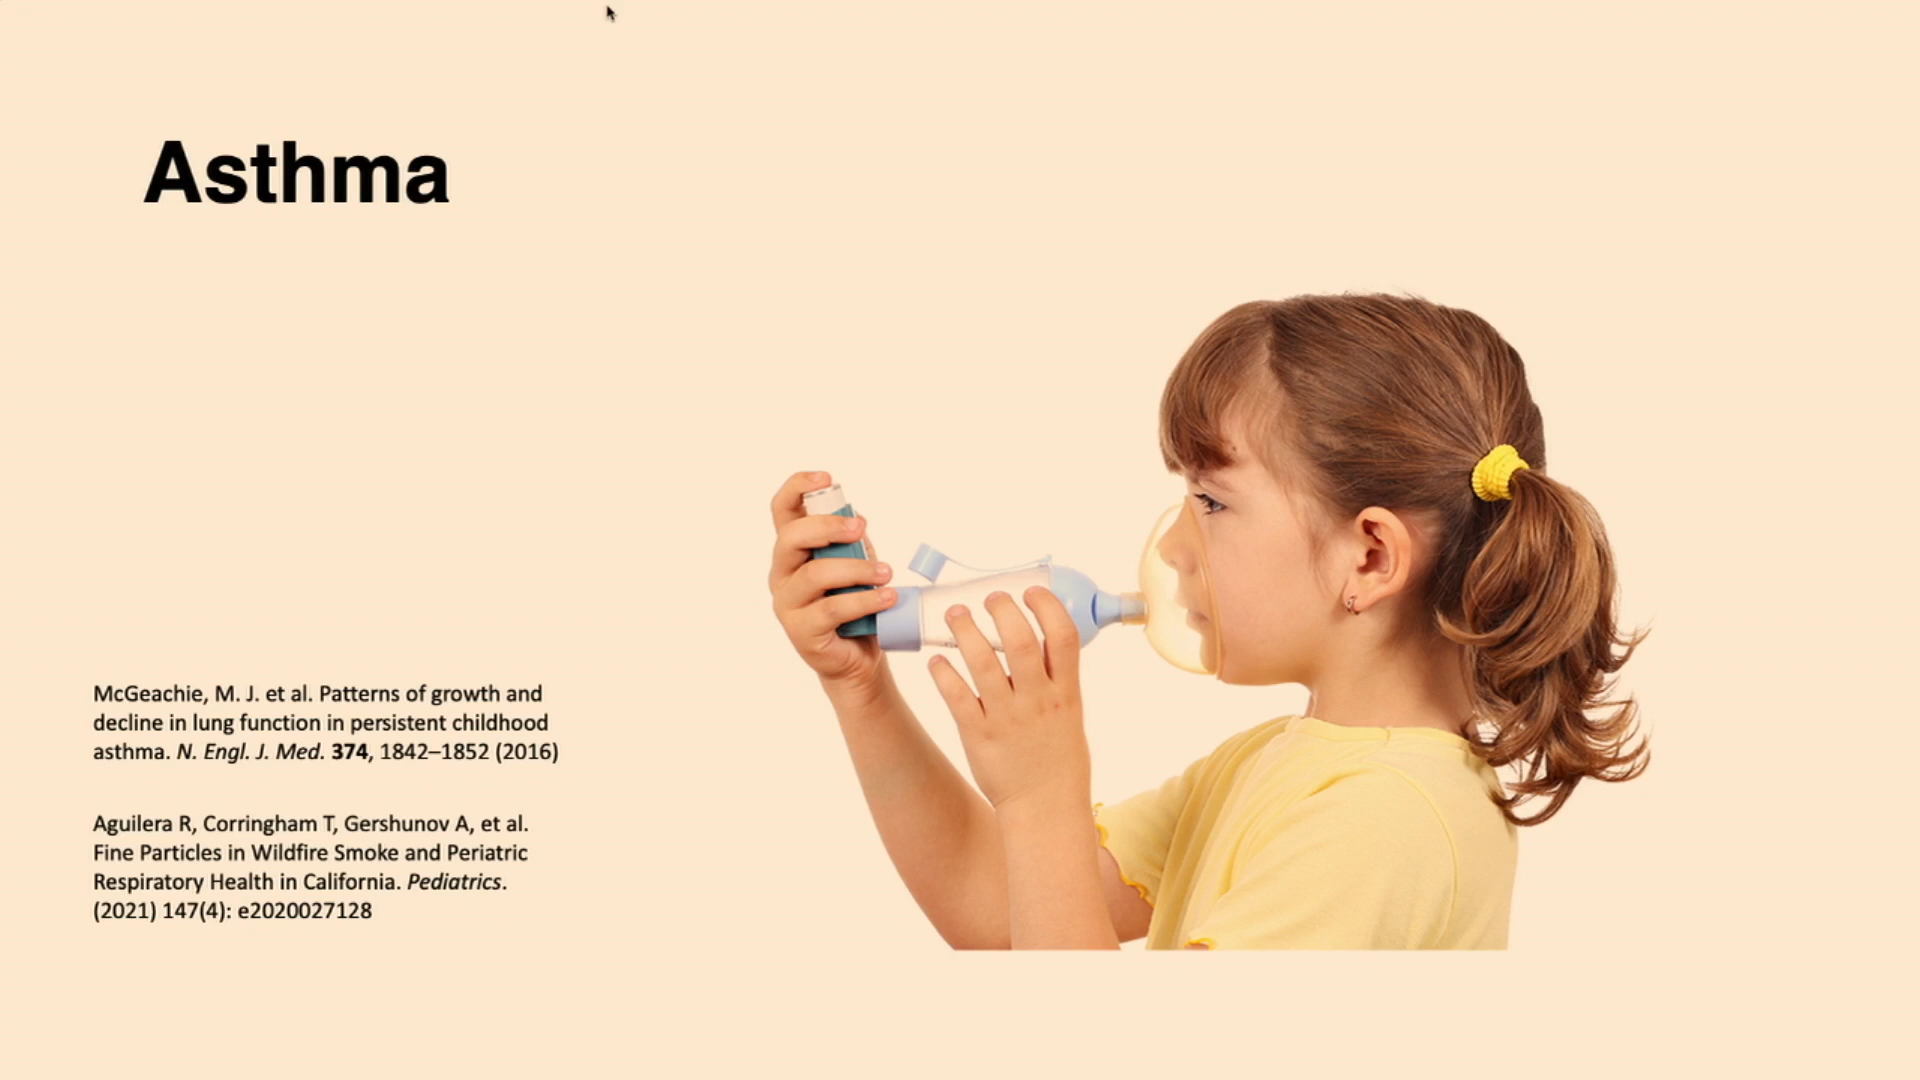 Asthma
McGeachie, M. J. et al. Patterns of growth and
decline in lung function in persistent childhood
asthma. N. Engl. J. Med. 374, 1842–1852 (2016)
Aguilera R, Corringham T, Gershunov A, et al.
Fine Particles in Wildfire Smoke and Periatric
Respiratory Health in California. Pediatrics.
(2021) 147(4): e2020027128